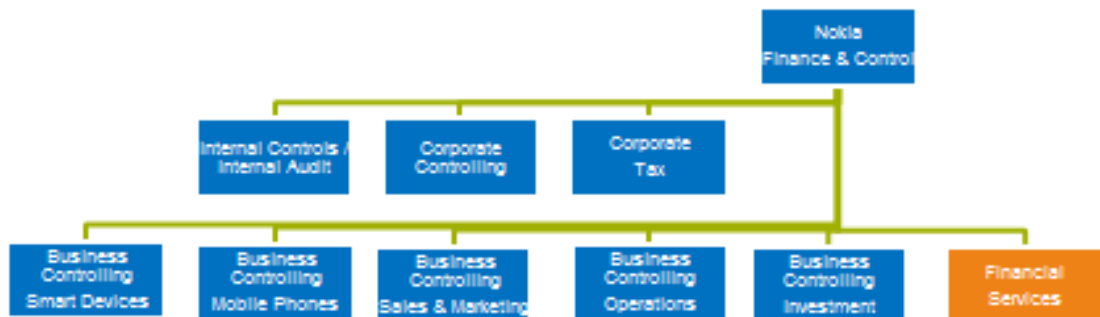 Nokia
Finance & Control
Internal Controls /
Internal Audit
Corporate
Controlling
Corporate
Tax
Business
Controlling
Smart Devices
Business
Controlling
Mobile Phones
Business
Controlling
Sales & Marketing
Business
Controlling
Operations
Business
Controlling
Investment
Financial
Services